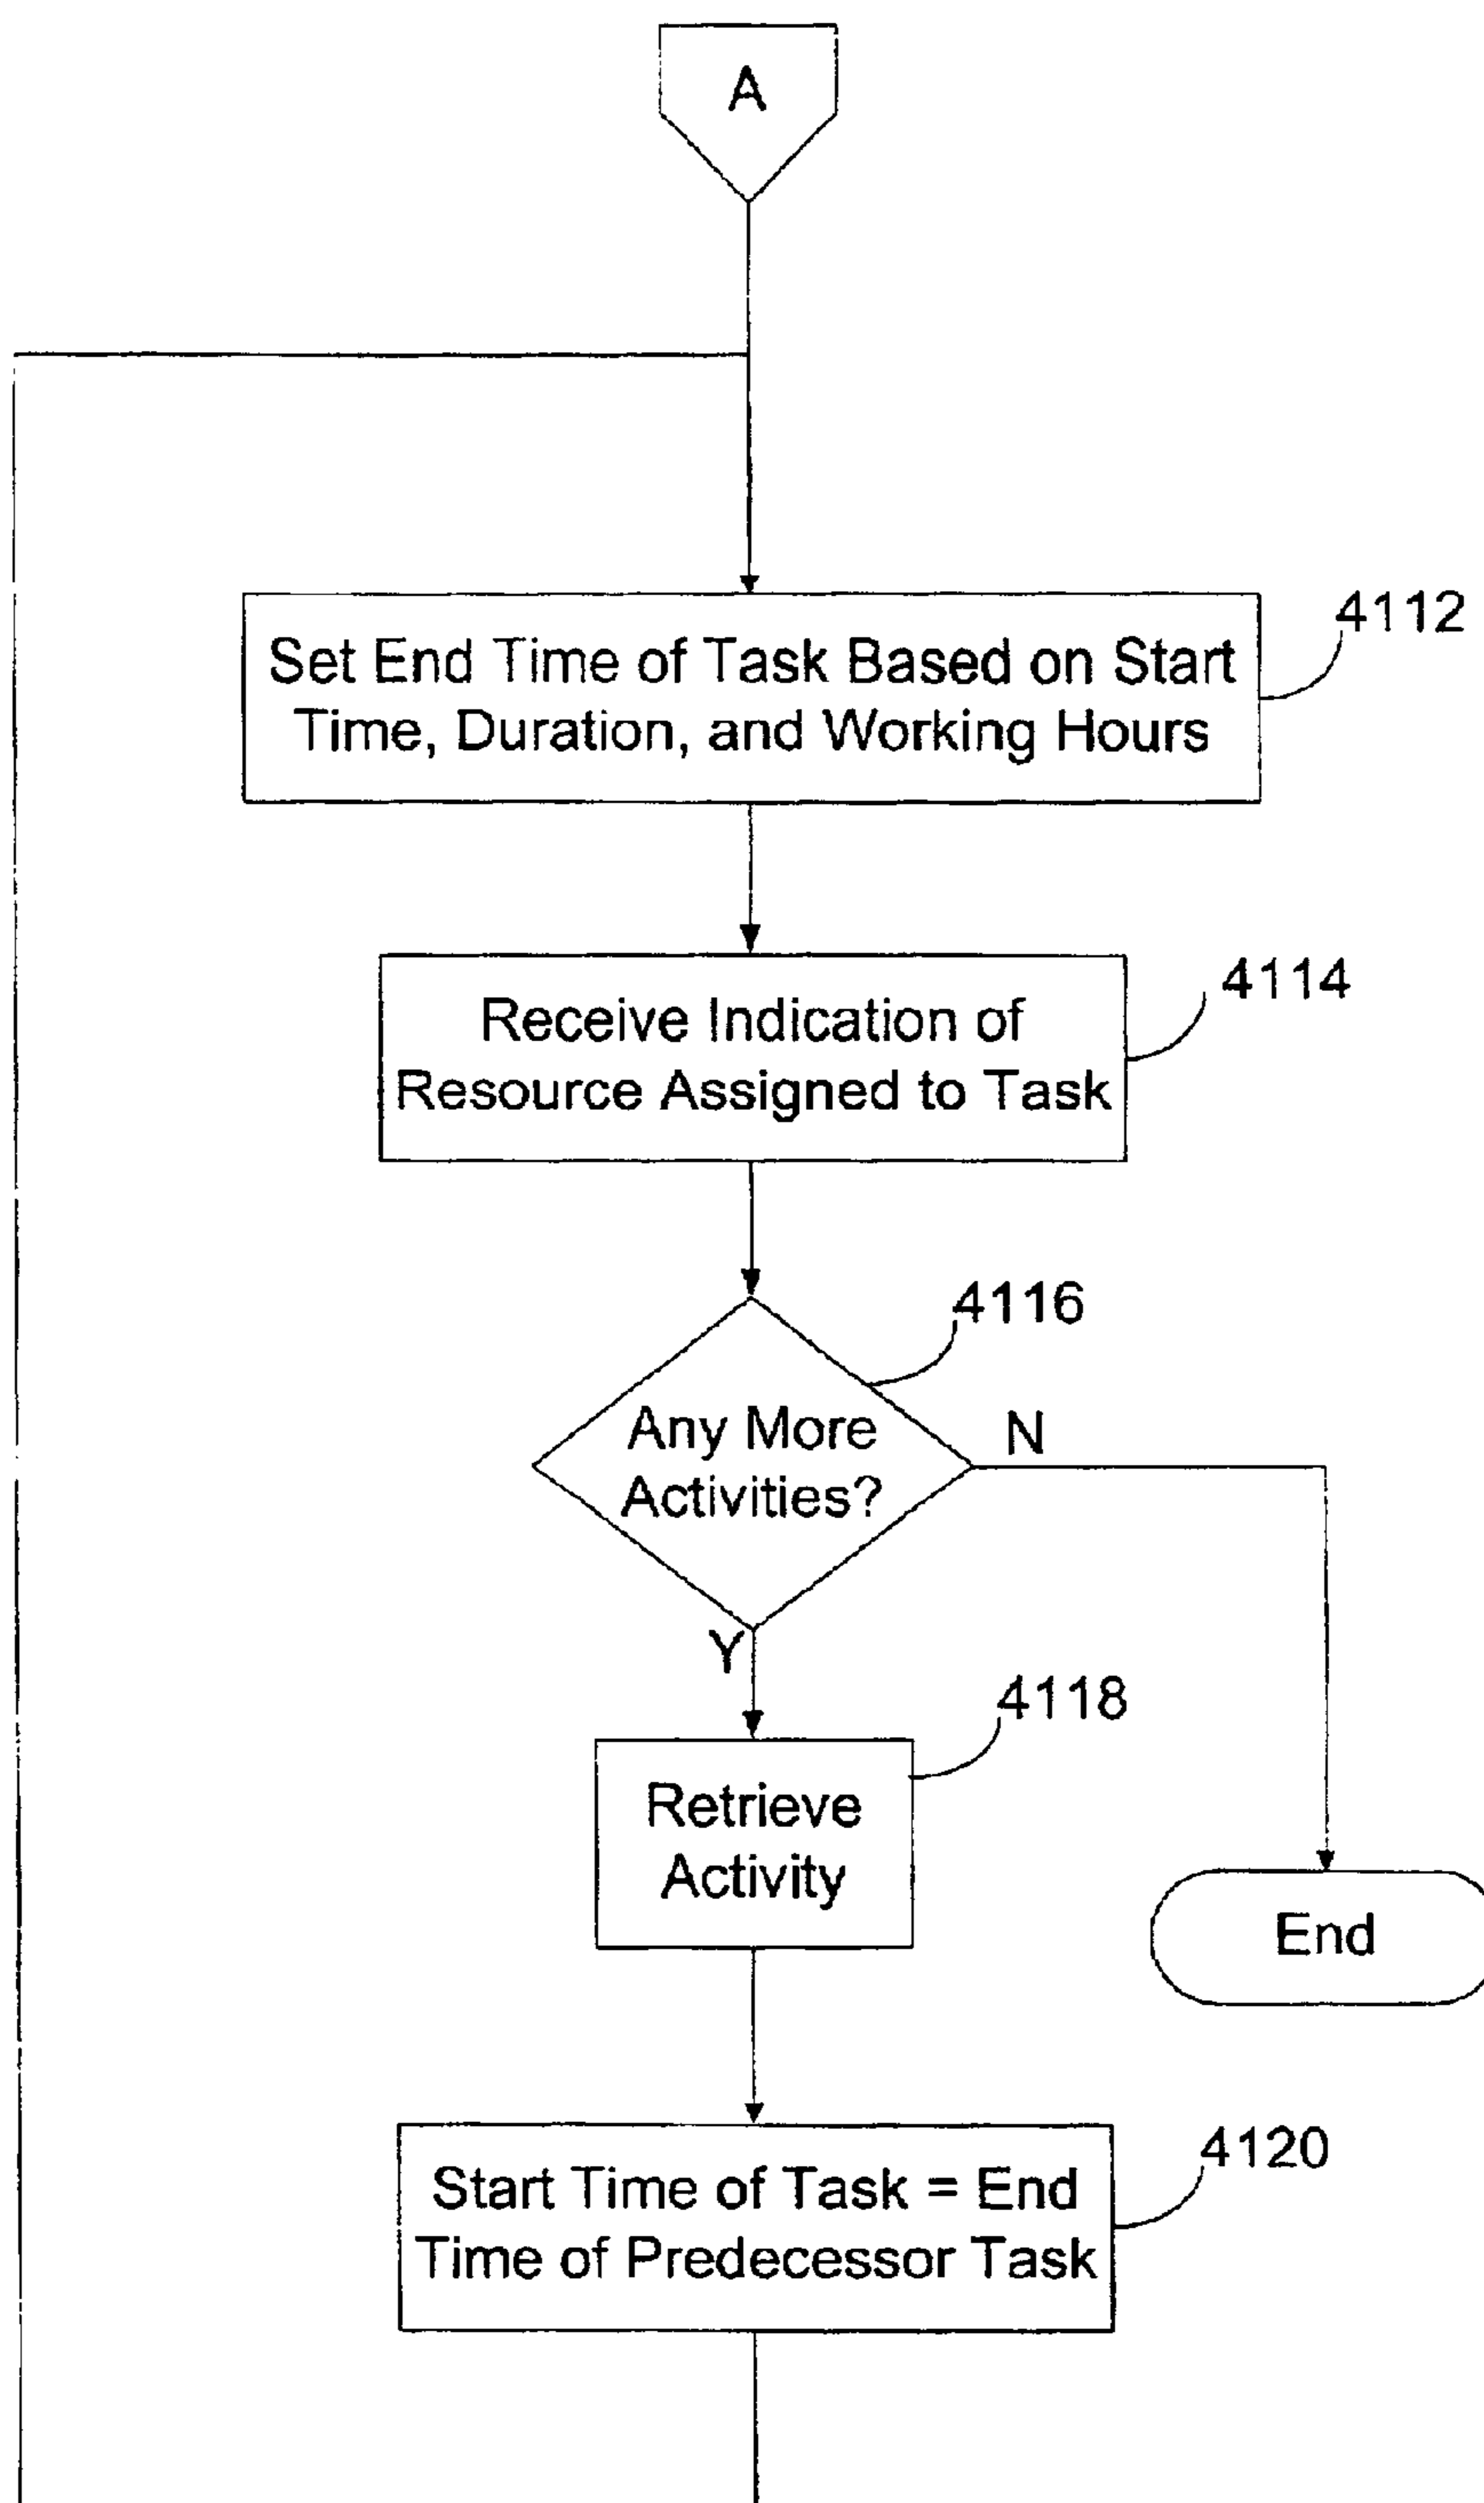 A
4112
Set End Time of Task Based on Start
Time, Duration, and Working Hours
4114
Receive Indication of
Resource Assigned to Task
4116
Any More
Activities?
N
Y
4118
Retrieve
Activity
End
4120
Start Time of Task = End
Time of Predecessor Task